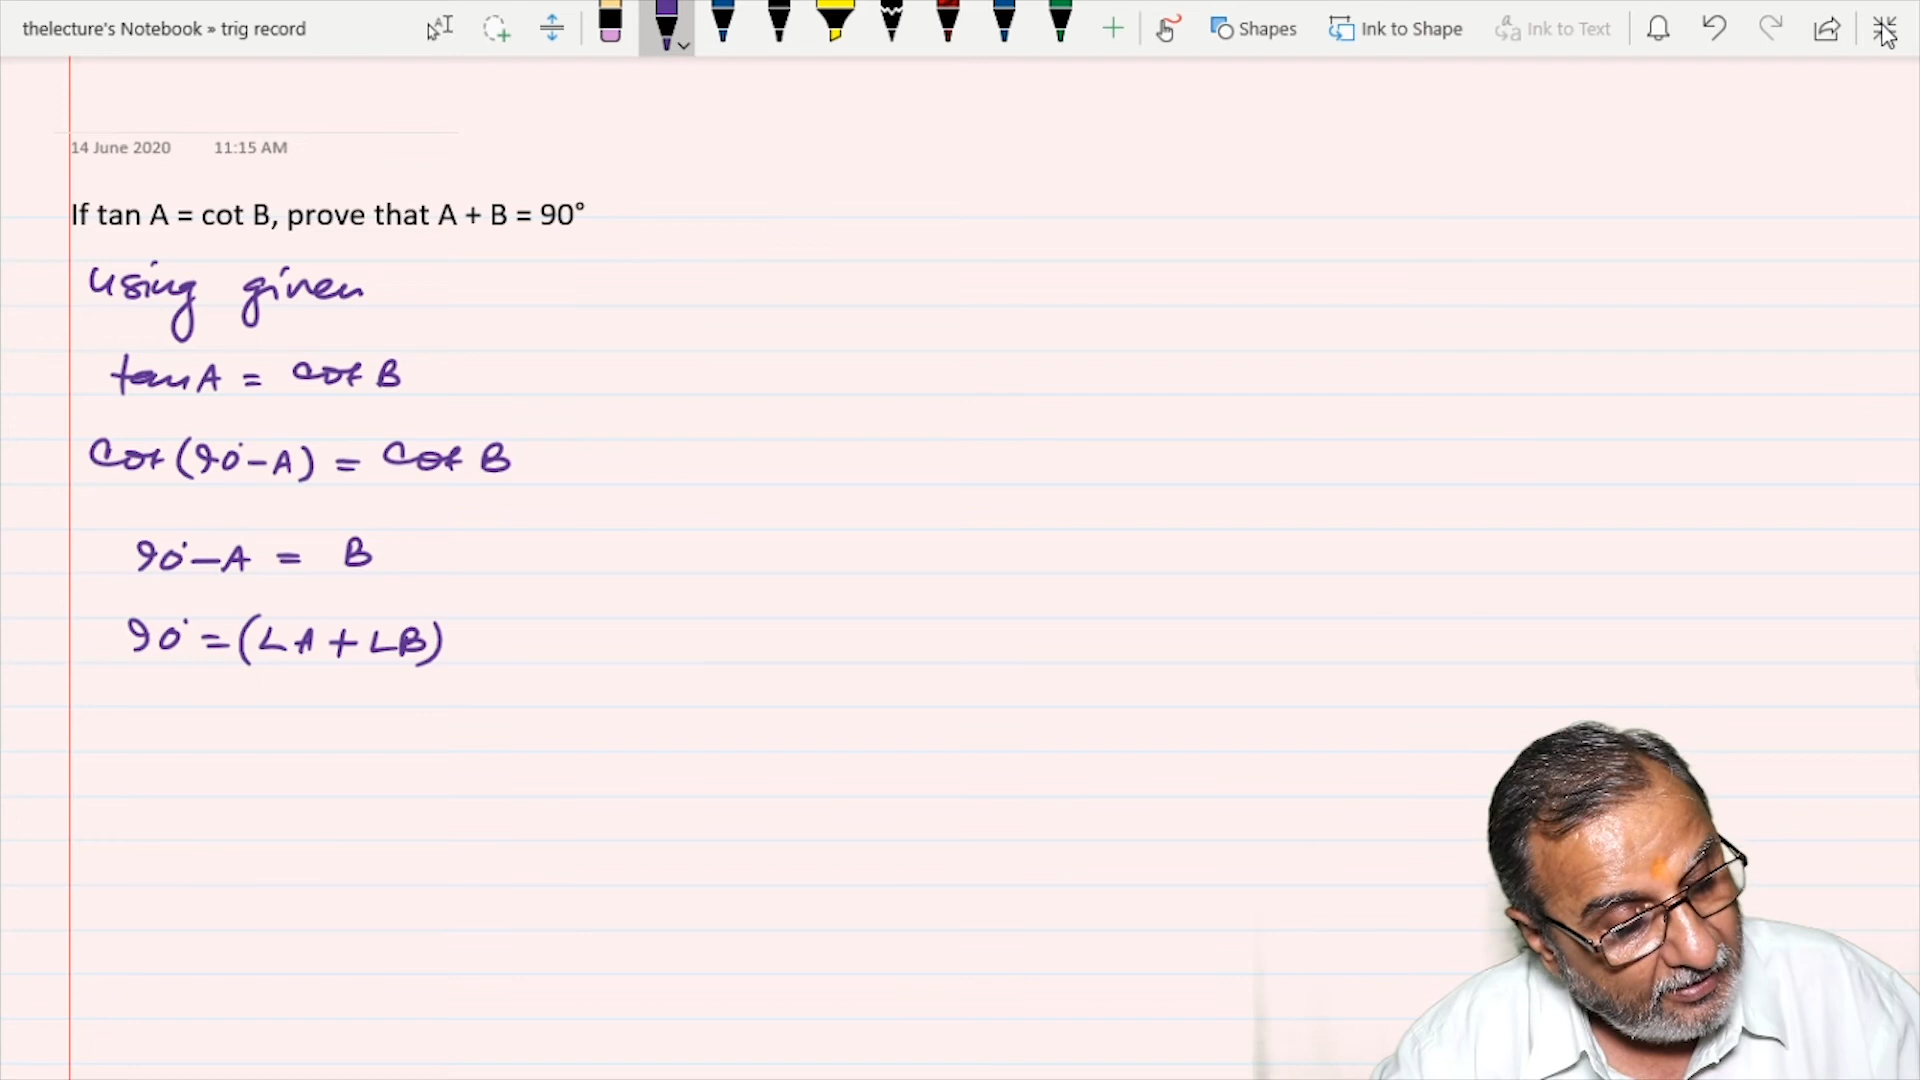 thelecture's Notebook » trig record
Shapes
Ink to Shape
Ink to Text
14 June 2020 11:15 AM
If tan A = cot B, prove that A + B = 90°
using given
tan A = cot B
cot (90° - A) = cot B
90° - A = B
90° = (∠A + ∠B)